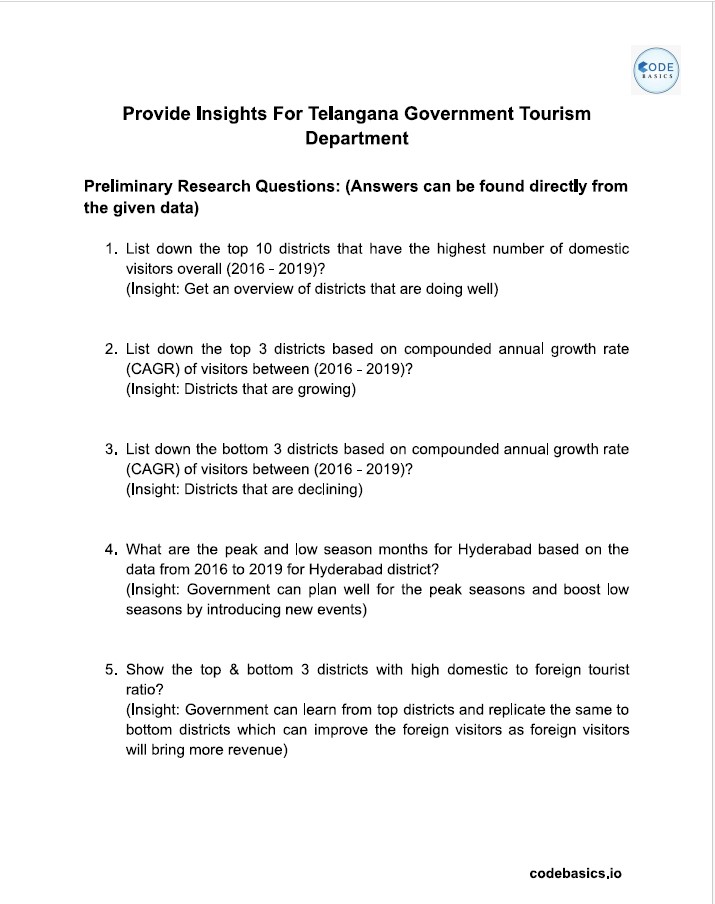 CODE
BASICS
Provide Insights For Telangana Government Tourism
Department
Preliminary Research Questions: (Answers can be found directly from
the given data)
1. List down the top 10 districts that have the highest number of domestic
visitors overall (2016 - 2019)?
(Insight: Get an overview of districts that are doing well)
2. List down the top 3 districts based on compounded annual growth rate
(CAGR) of visitors between (2016 - 2019)?
(Insight: Districts that are growing)
3. List down the bottom 3 districts based on compounded annual growth rate
(CAGR) of visitors between (2016 - 2019)?
(Insight: Districts that are declining)
4. What are the peak and low season months for Hyderabad based on the
data from 2016 to 2019 for Hyderabad district?
(Insight: Government can plan well for the peak seasons and boost low
seasons by introducing new events)
5. Show the top & bottom 3 districts with high domestic to foreign tourist
ratio?
(Insight: Government can learn from top districts and replicate the same to
bottom districts which can improve the foreign visitors as foreign visitors
will bring more revenue)
codebasics.io